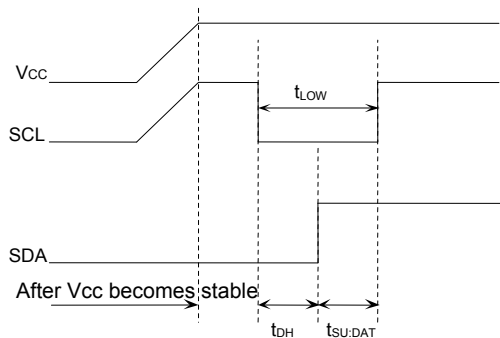 VCC
tLOW
SCL
SDA
After Vcc becomes stable
tDH
tSU:DAT